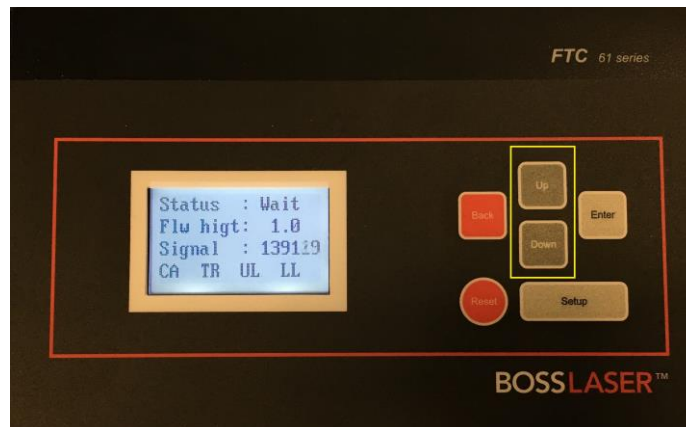 FTC 61 series
Status : Wait
Flw higt: 1.0
Signal :
CA TR UL LL
Up
Back
Enter
Down
Reset
Setup
BOSSLASER™